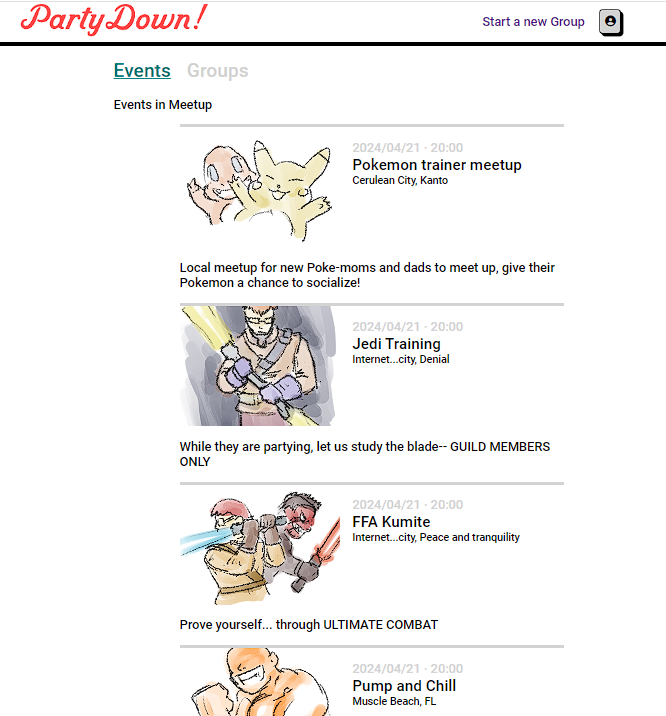 PartyDown!
Start a new Group
Events Groups
Events in Meetup
2024/04/21 · 20:00
Pokemon trainer meetup
Cerulean City, Kanto
Local meetup for new Poke-moms and dads to meet up, give their
Pokemon a chance to socialize!
2024/04/21 · 20:00
Jedi Training
Internet...city, Denial
While they are partying, let us study the blade-- GUILD MEMBERS
ONLY
2024/04/21 · 20:00
FFA Kumite
Internet...city, Peace and tranquility
Prove yourself... through ULTIMATE COMBAT
2024/04/21 · 20:00
Pump and Chill
Muscle Beach, FL